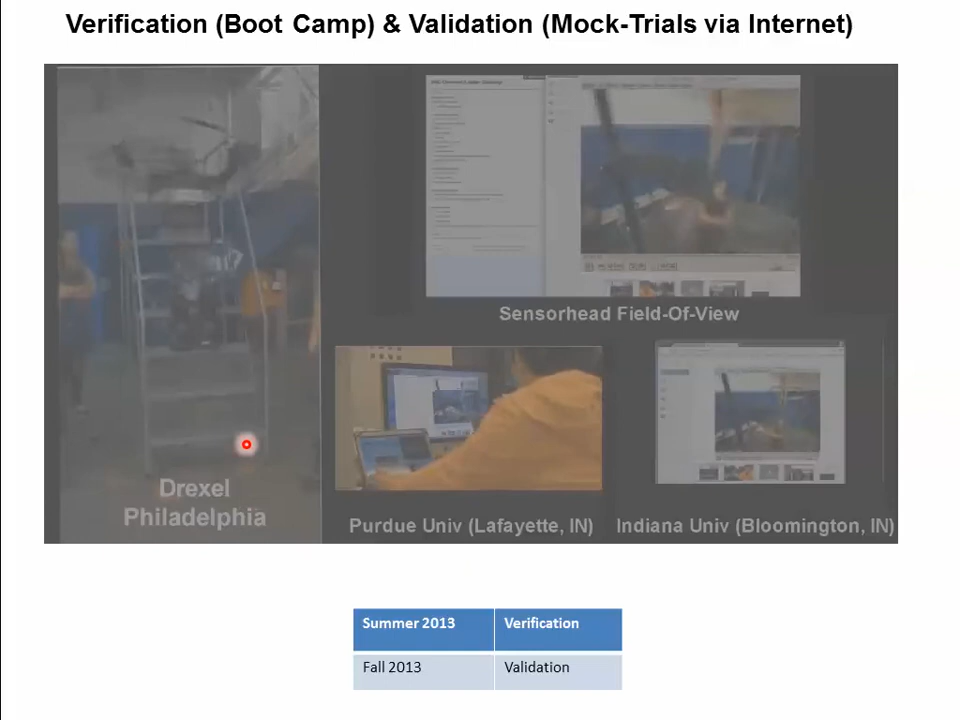 Verification (Boot Camp) & Validation (Mock-Trials via Internet)
Sensorhead Field-Of-View
Drexel
Philadelphia
Purdue Univ (Lafayette, IN)
Indiana Univ (Bloomington, IN)
Summer 2013 Verification
Fall 2013 Validation